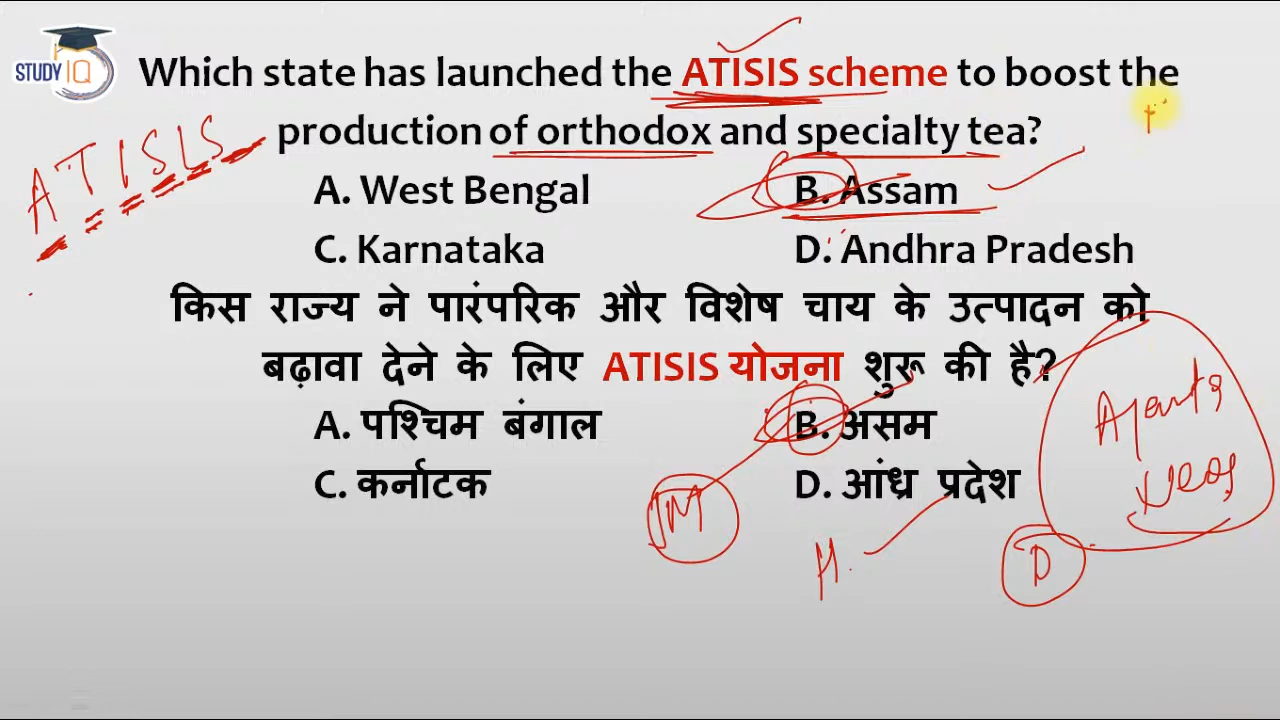 STUDY IQ
Which state has launched the ATISIS scheme to boost the
production of orthodox and specialty tea?
ATISIS
A. West Bengal
B. Assam
C. Karnataka
D. Andhra Pradesh
किस राज्य ने पारंपरिक और विशेष चाय के उत्पादन को
बढ़ावा देने के लिए ATISIS योजना शुरू की है?
A. पश्चिम बंगाल
B. असम
C. कर्नाटक
D. आंध्र प्रदेश
JM
H
D